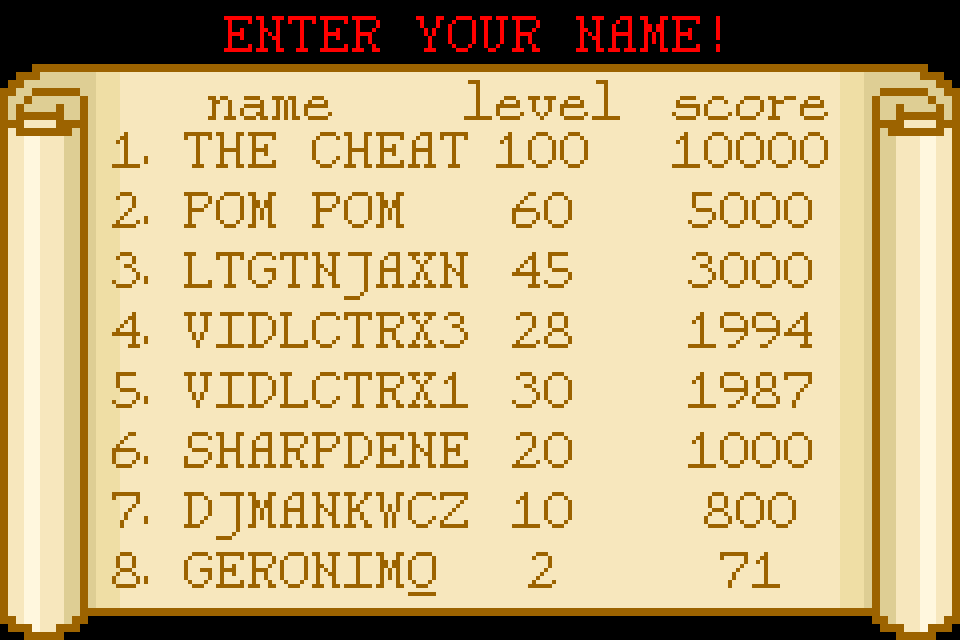 ENTER YOUR NAME!
name level score
1. THE CHEAT 100 10000
2. POM POM 60 5000
3. LTGTNJAXN 45 3000
4. VIDLCTRX3 28 1994
5. VIDLCTRX1 30 1987
6. SHARPDENE 20 1000
7. DJMANKWCZ 10 800
8. GERONIMO 2 71